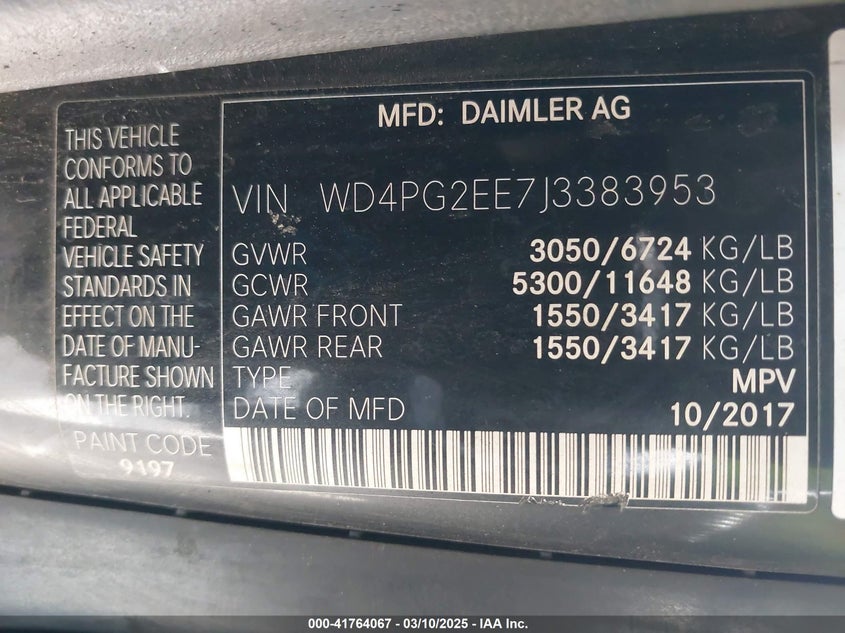 THIS VEHICLE
CONFORMS TO
ALL APPLICABLE
FEDERAL
VEHICLE SAFETY
STANDARDS IN
EFFECT ON THE
DATE OF MANU-
FACTURE SHOWN
ON THE RIGHT.
PAINT CODE
9197
MFD: DAIMLER AG
VIN WD4PG2EE7J3383953
GVWR 3050/6724 KG/LB
GCWR 5300/11648 KG/LB
GAWR FRONT 1550/3417 KG/LB
GAWR REAR 1550/3417 KG/LB
TYPE MPV
DATE OF MFD 10/2017
000-41764067 - 03/10/2025 - IAA Inc.